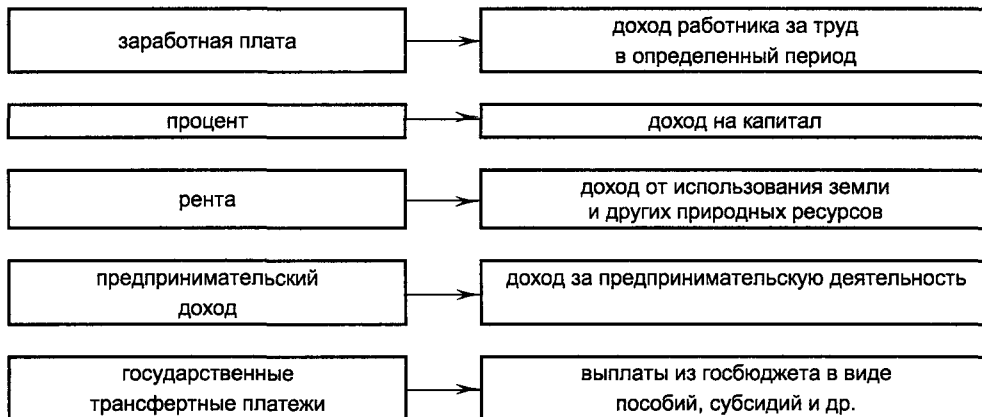 заработная плата
доход работника за труд
в определенный период
процент
доход на капитал
рента
доход от использования земли
и других природных ресурсов
предпринимательский
доход
доход за предпринимательскую деятельность
государственные
трансфертные платежи
выплаты из госбюджета в виде
пособий, субсидий и др.